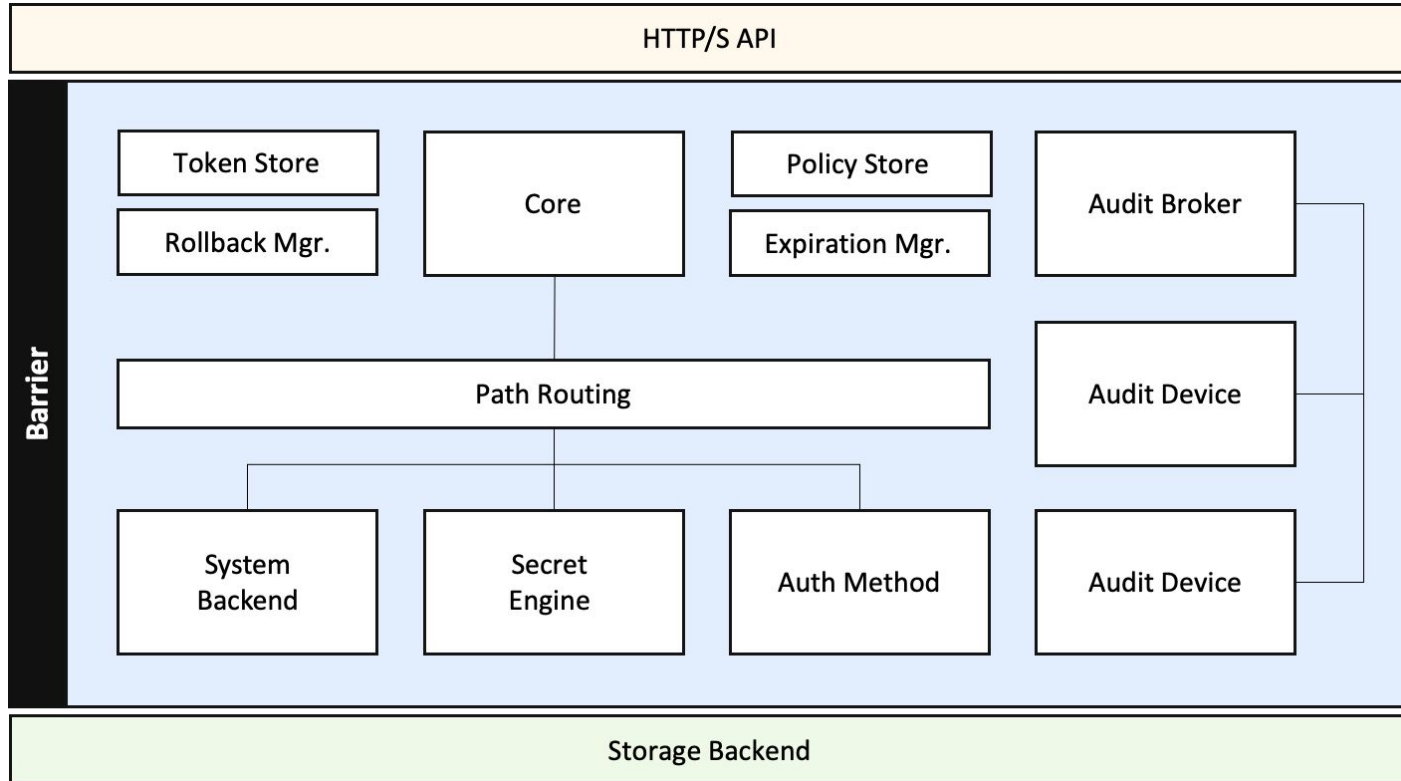 HTTP/S API
Barrier
Token Store
Rollback Mgr.
Core
Policy Store
Expiration Mgr.
Audit Broker
Path Routing
Audit Device
System
Backend
Secret
Engine
Auth Method
Audit Device
Storage Backend